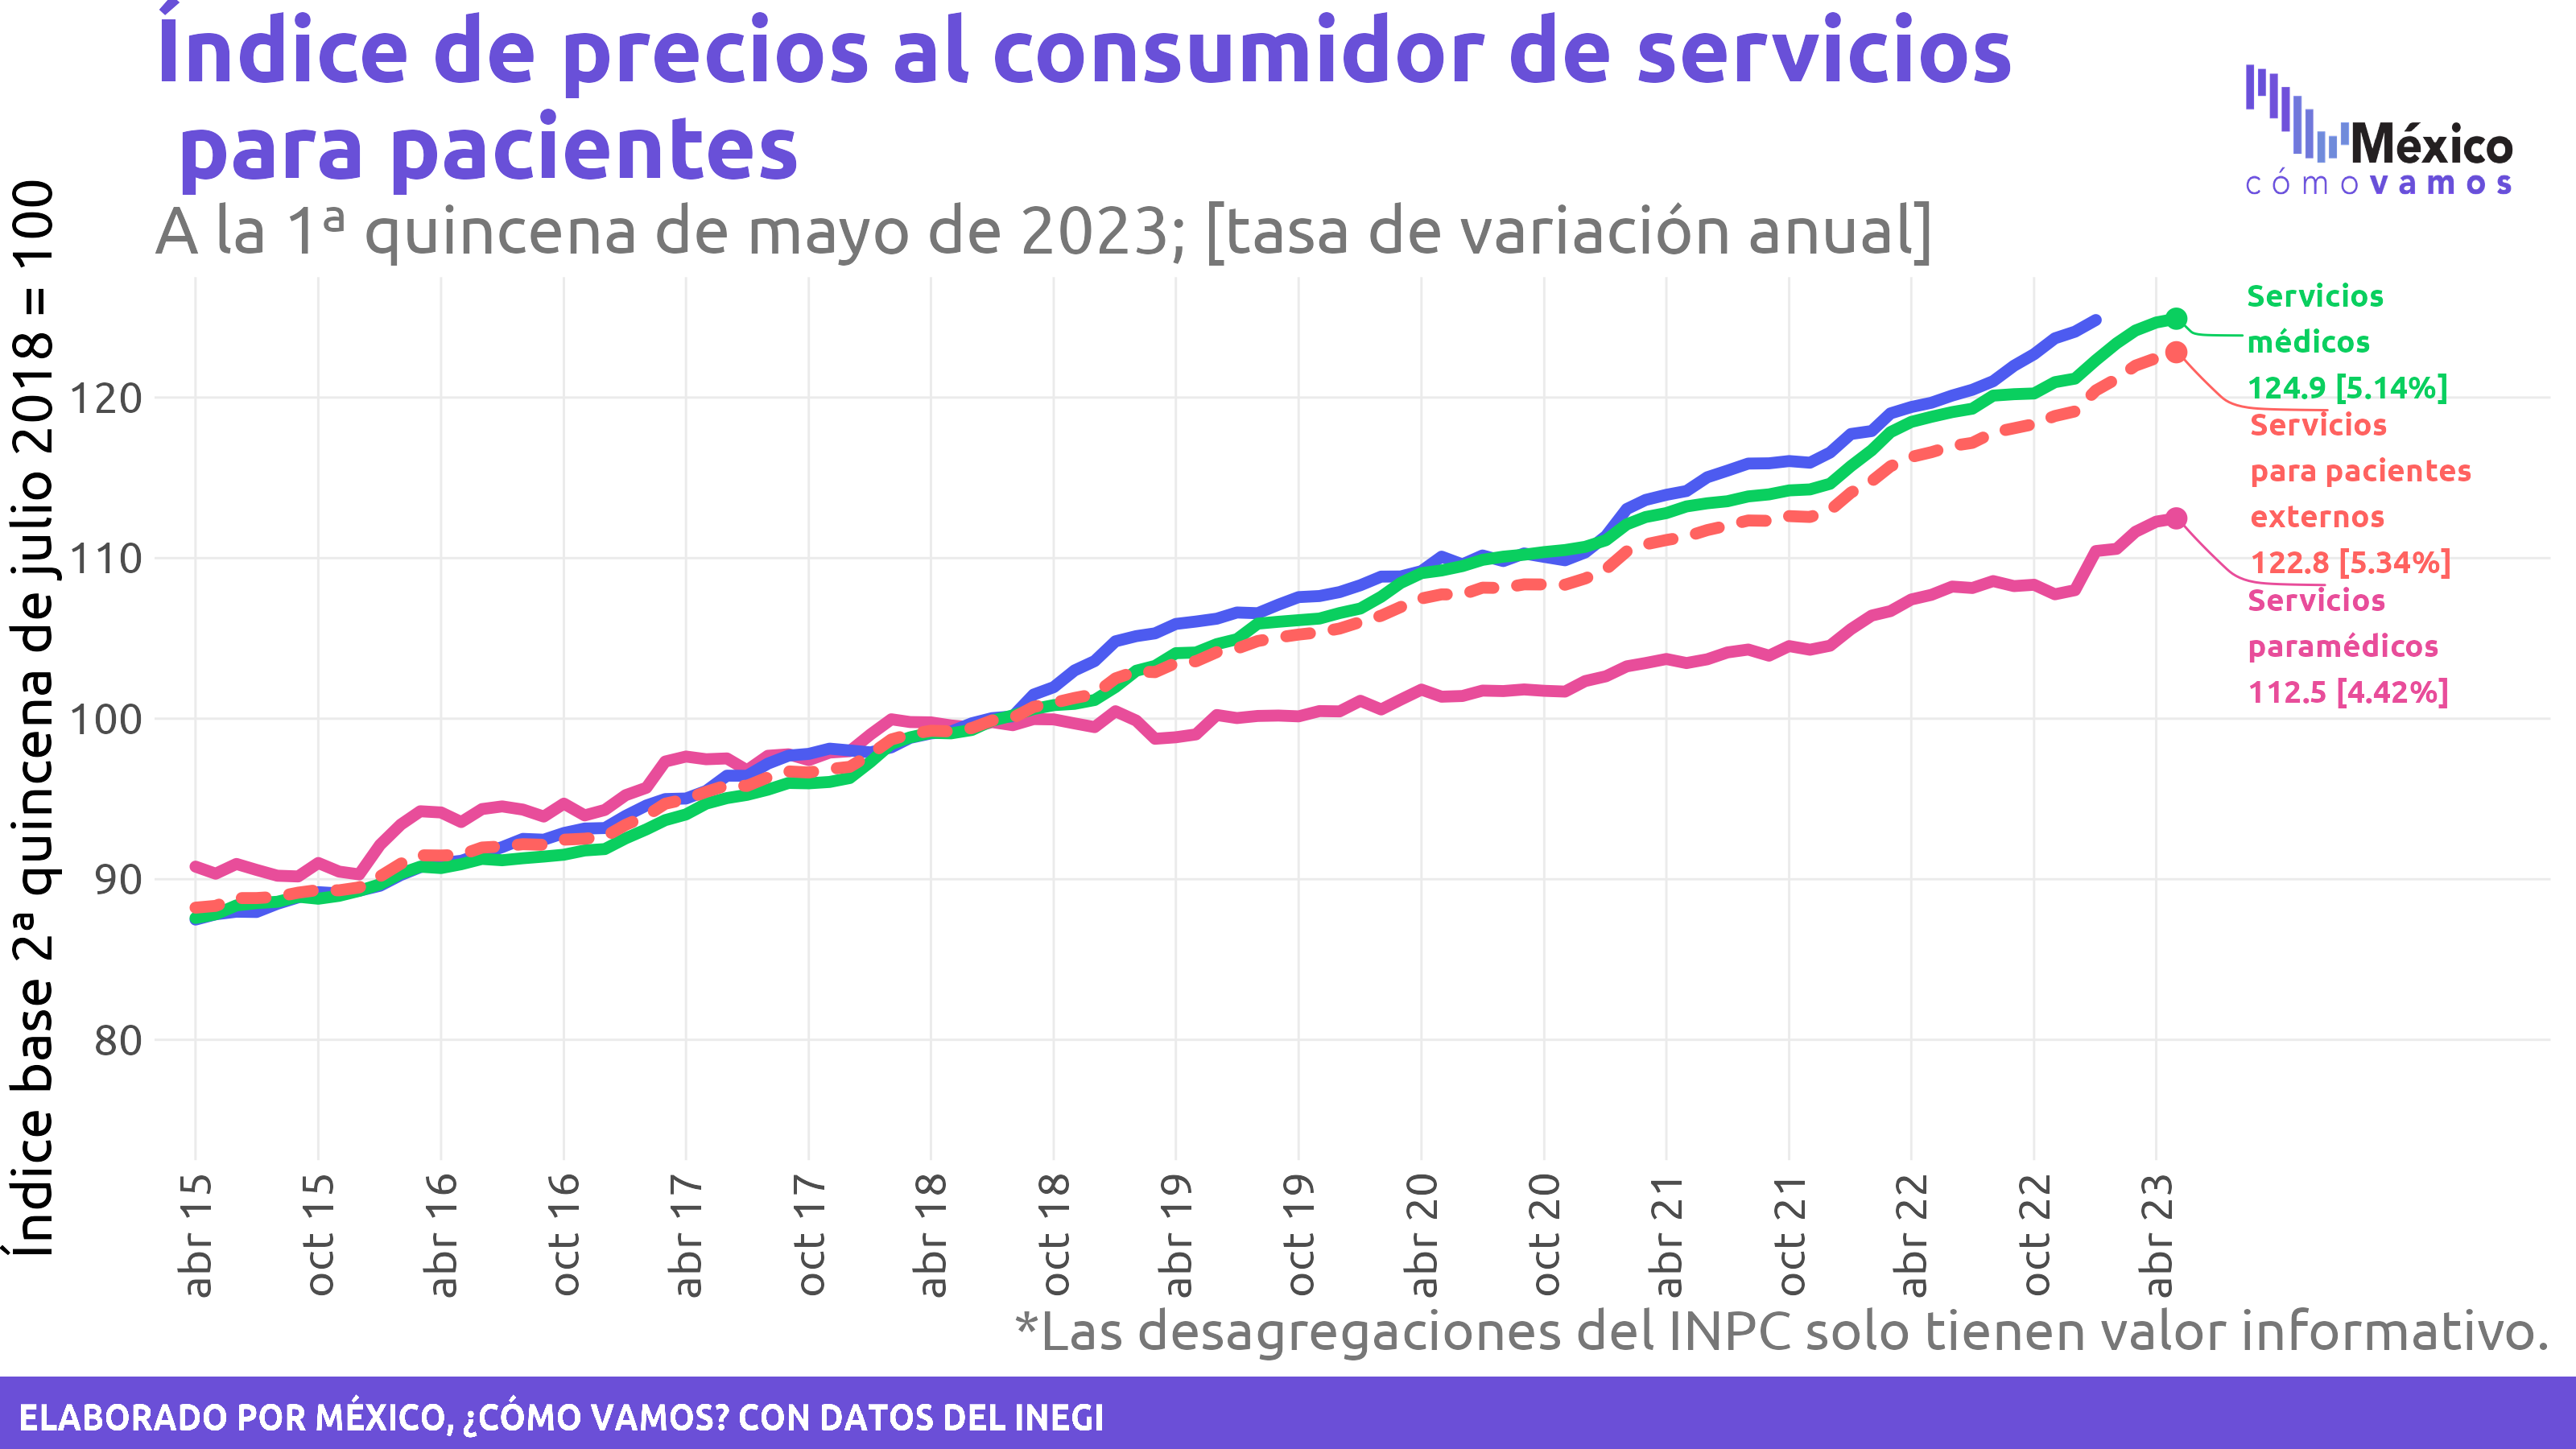 Índice de precios al consumidor de servicios
para pacientes
A la 1ª quincena de mayo de 2023; [tasa de variación anual]
México
cómo vamos
Índice base 2ª quincena de julio 2018 = 100
120
110
100
90
80
Servicios
médicos
124.9 [5.14%]
Servicios
para pacientes
externos
122.8 [5.34%]
Servicios
paramédicos
112.5 [4.42%]
abr 15
oct 15
abr 16
oct 16
abr 17
oct 17
abr 18
oct 18
abr 19
oct 19
abr 20
oct 20
abr 21
oct 21
abr 22
oct 22
abr 23
*Las desagregaciones del INPC solo tienen valor informativo.
ELABORADO POR MÉXICO, ¿CÓMO VAMOS? CON DATOS DEL INEGI